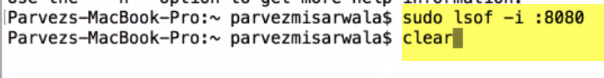 Parvezs-MacBook-Pro:~ parvezmisarwala$ sudo lsof -i :8080
Parvezs-MacBook-Pro:~ parvezmisarwala$ clear